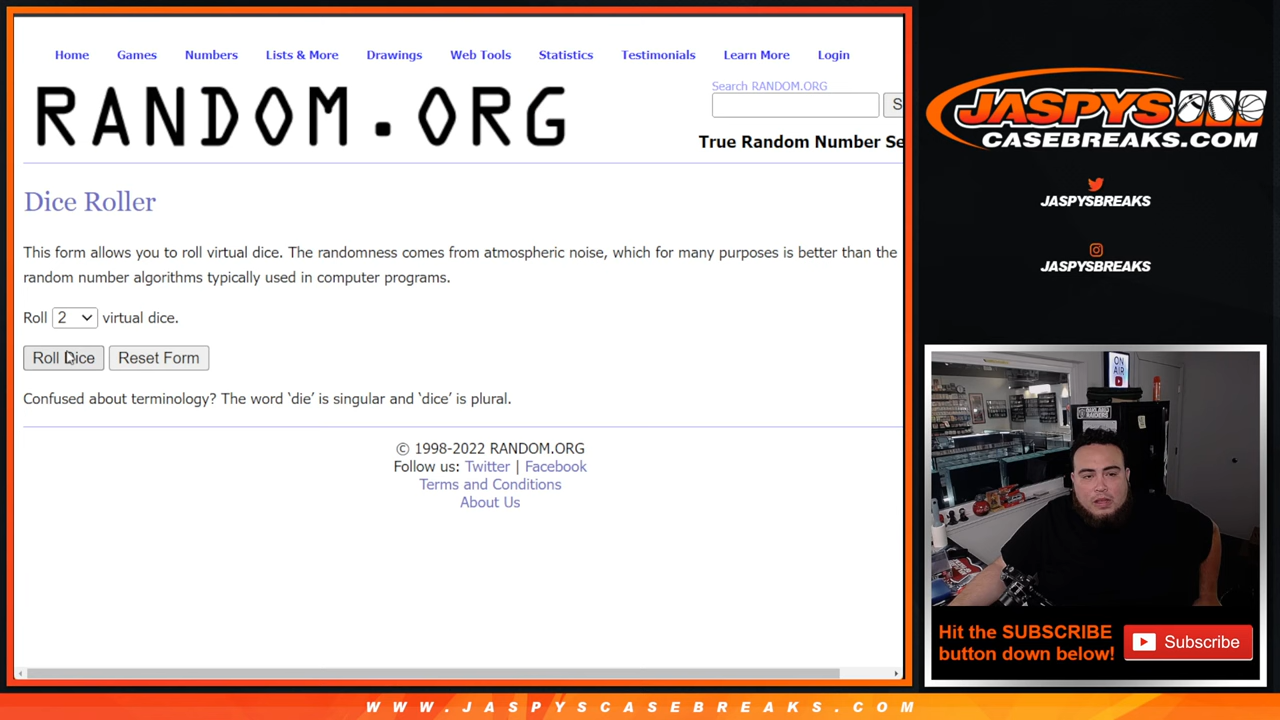 Home Games Numbers Lists & More Drawings Web Tools Statistics Testimonials Learn More Login
RANDOM.ORG
Search RANDOM.ORG
S
True Random Number Se
Dice Roller
This form allows you to roll virtual dice. The randomness comes from atmospheric noise, which for many purposes is better than the
random number algorithms typically used in computer programs.
Roll 2 virtual dice.
Roll Dice Reset Form
Confused about terminology? The word ‘die’ is singular and ‘dice’ is plural.
© 1998-2022 RANDOM.ORG
Follow us: Twitter | Facebook
Terms and Conditions
About Us
JASPYS
CASEBREAKS.COM
JASPYSBREAKS
JASPYSBREAKS
ON
AIR
Hit the SUBSCRIBE
button down below!
Subscribe
WWW.JASPYSCASEBREAKS.COM